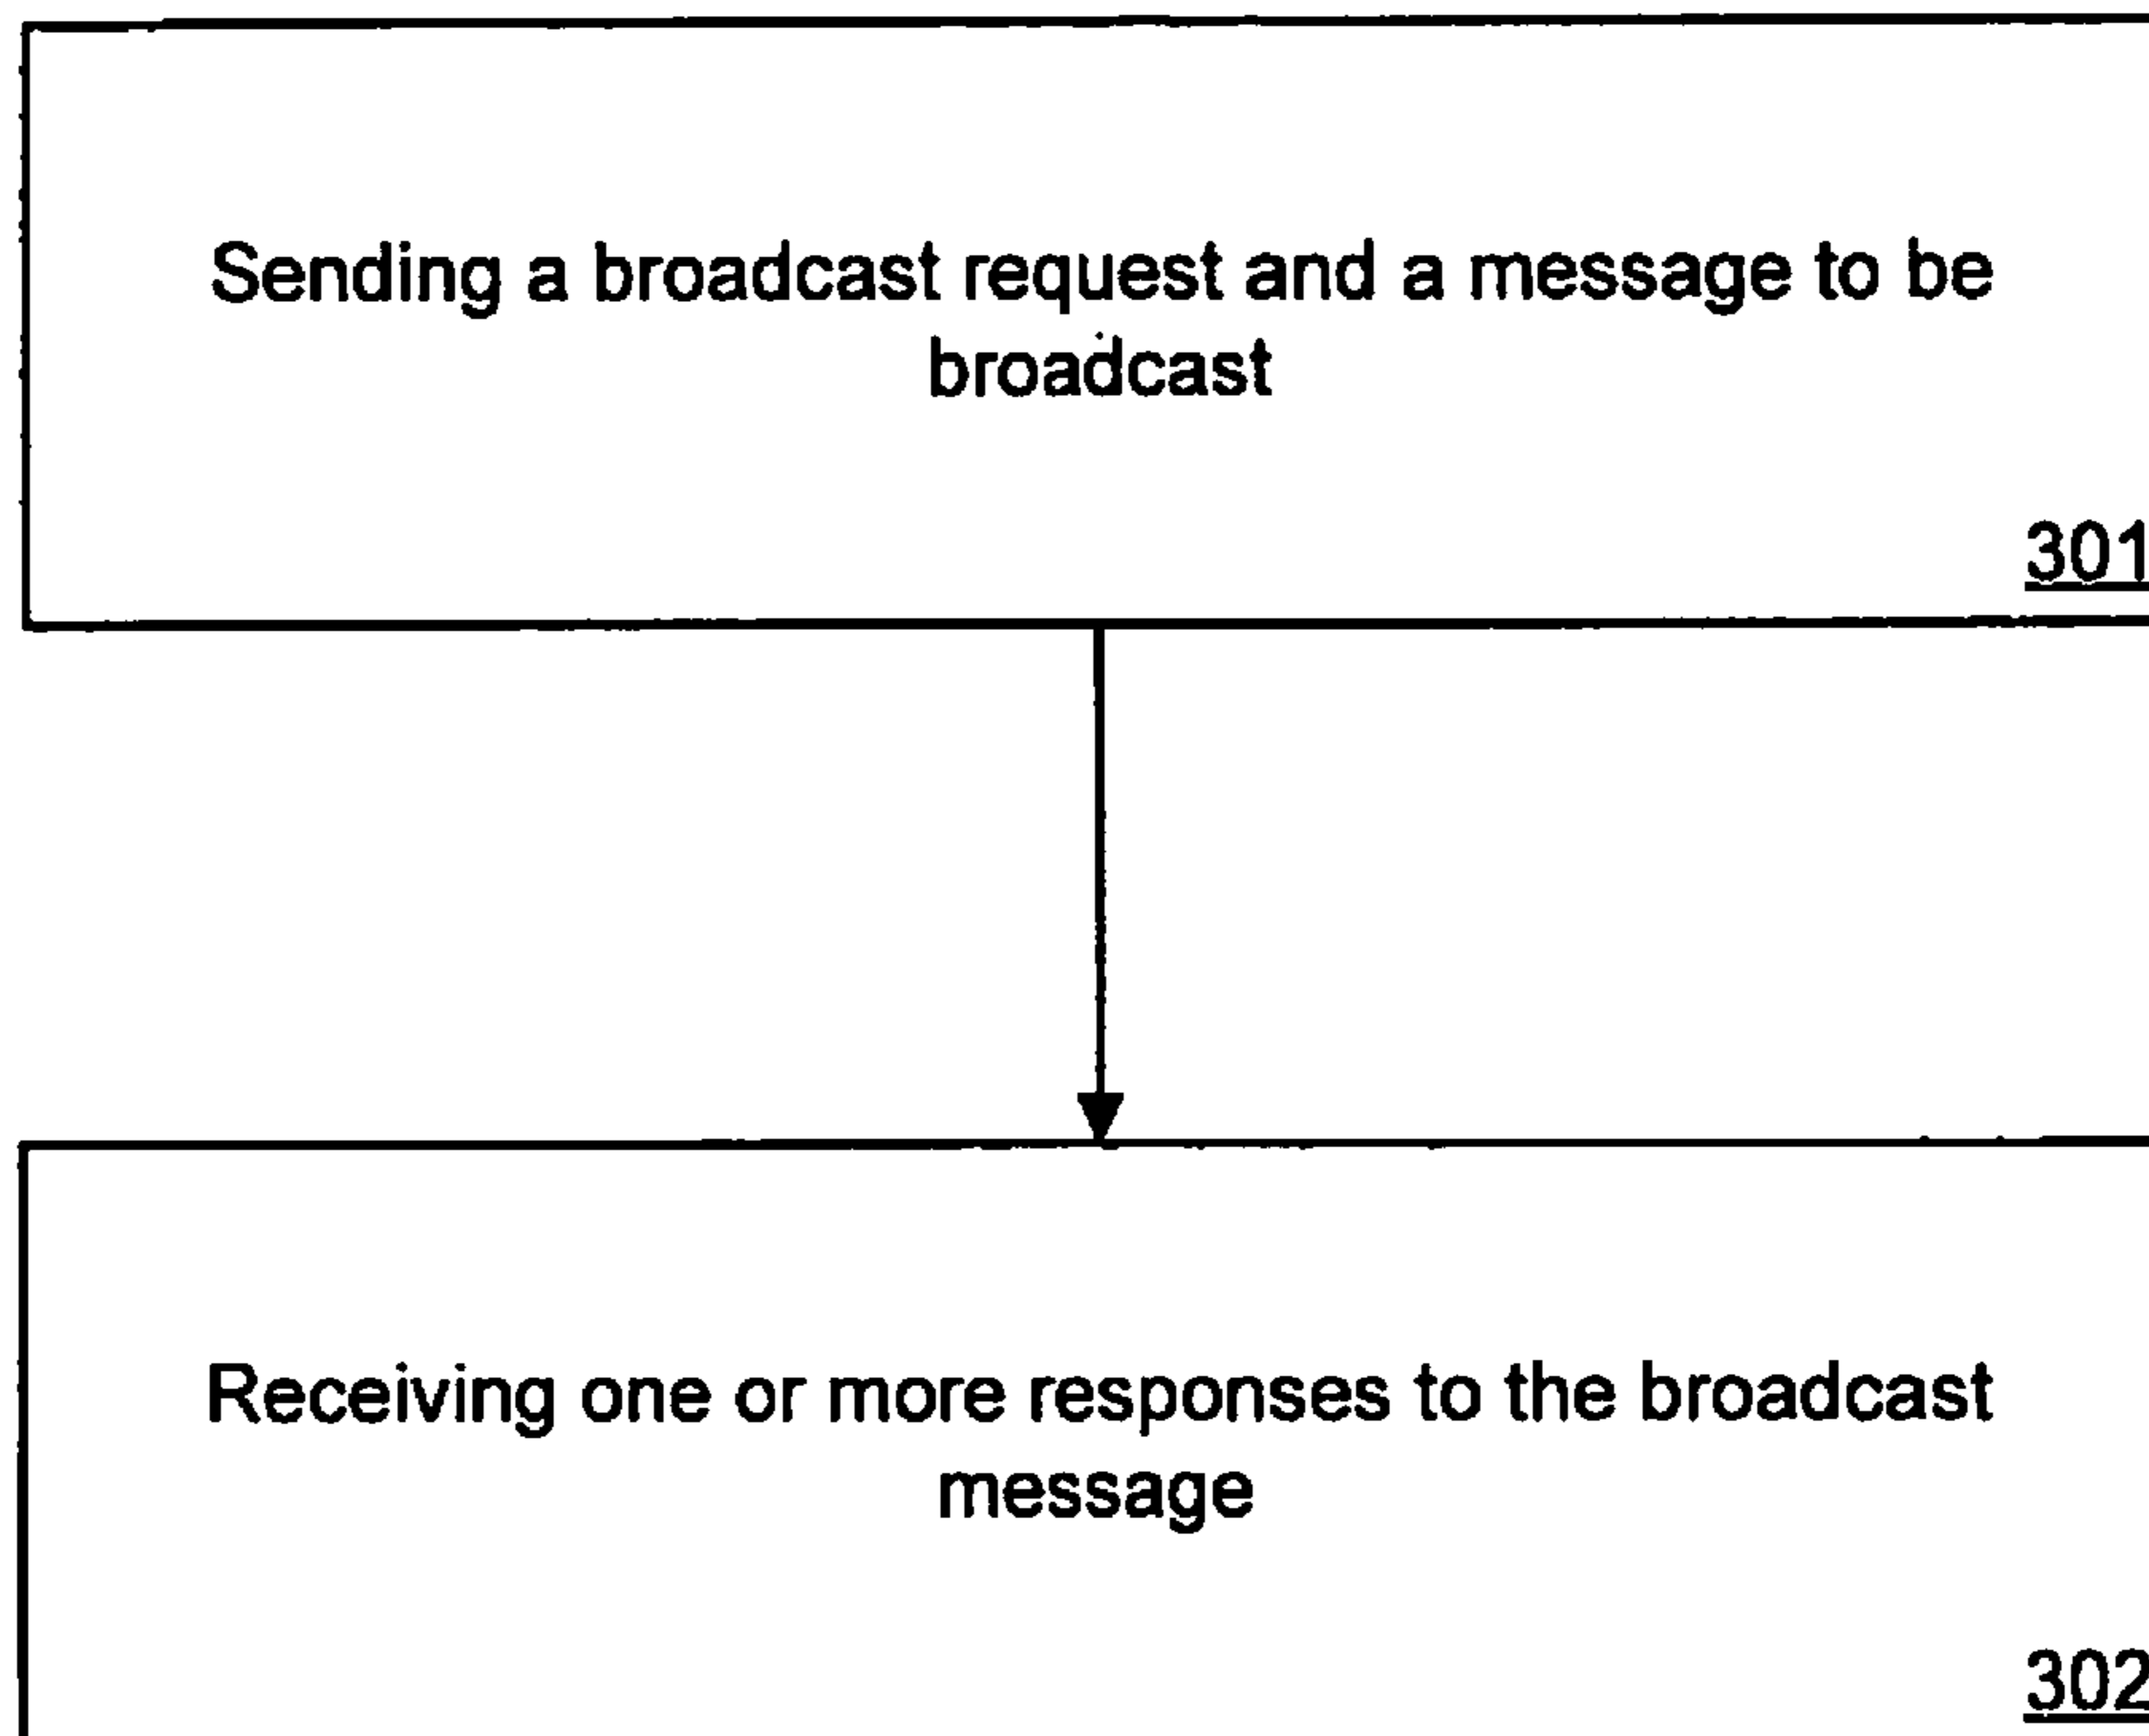 Sending a broadcast request and a message to be
broadcast
301
Receiving one or more responses to the broadcast
message
302